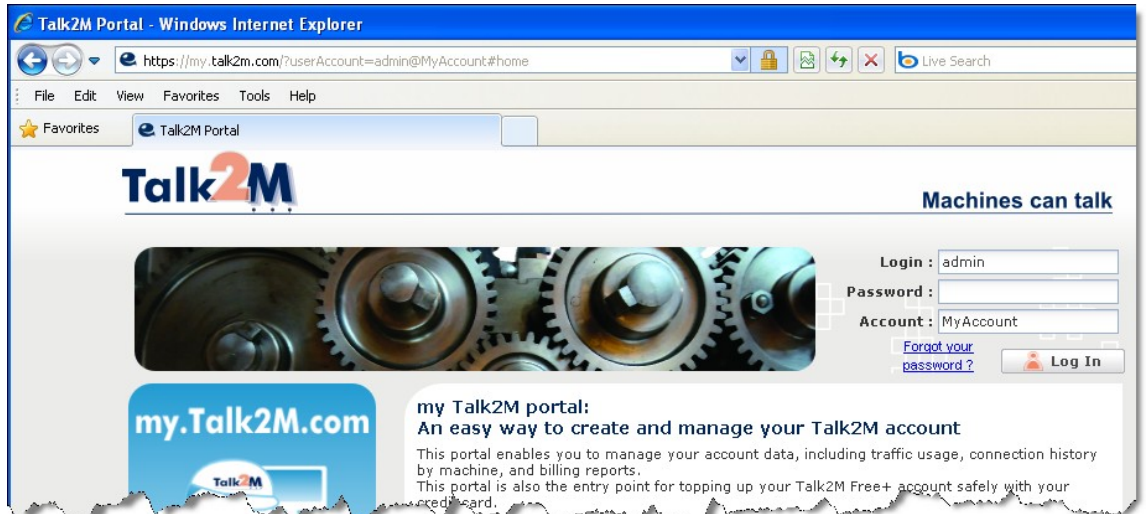 Talk2M Portal - Windows Internet Explorer
https://my.talk2m.com/?userAccount=admin@MyAccount#home
Live Search
File Edit View Favorites Tools Help
Favorites
Talk2M Portal
Talk2M
Machines can talk
Login : admin
Password :
Account : MyAccount
Forgot your
password ?
Log In
my.Talk2M.com
Talk2M
my Talk2M portal:
An easy way to create and manage your Talk2M account
This portal enables you to manage your account data, including traffic usage, connection history
by machine, and billing reports.
This portal is also the entry point for topping up your Talk2M Free+ account safely with your
credit card.